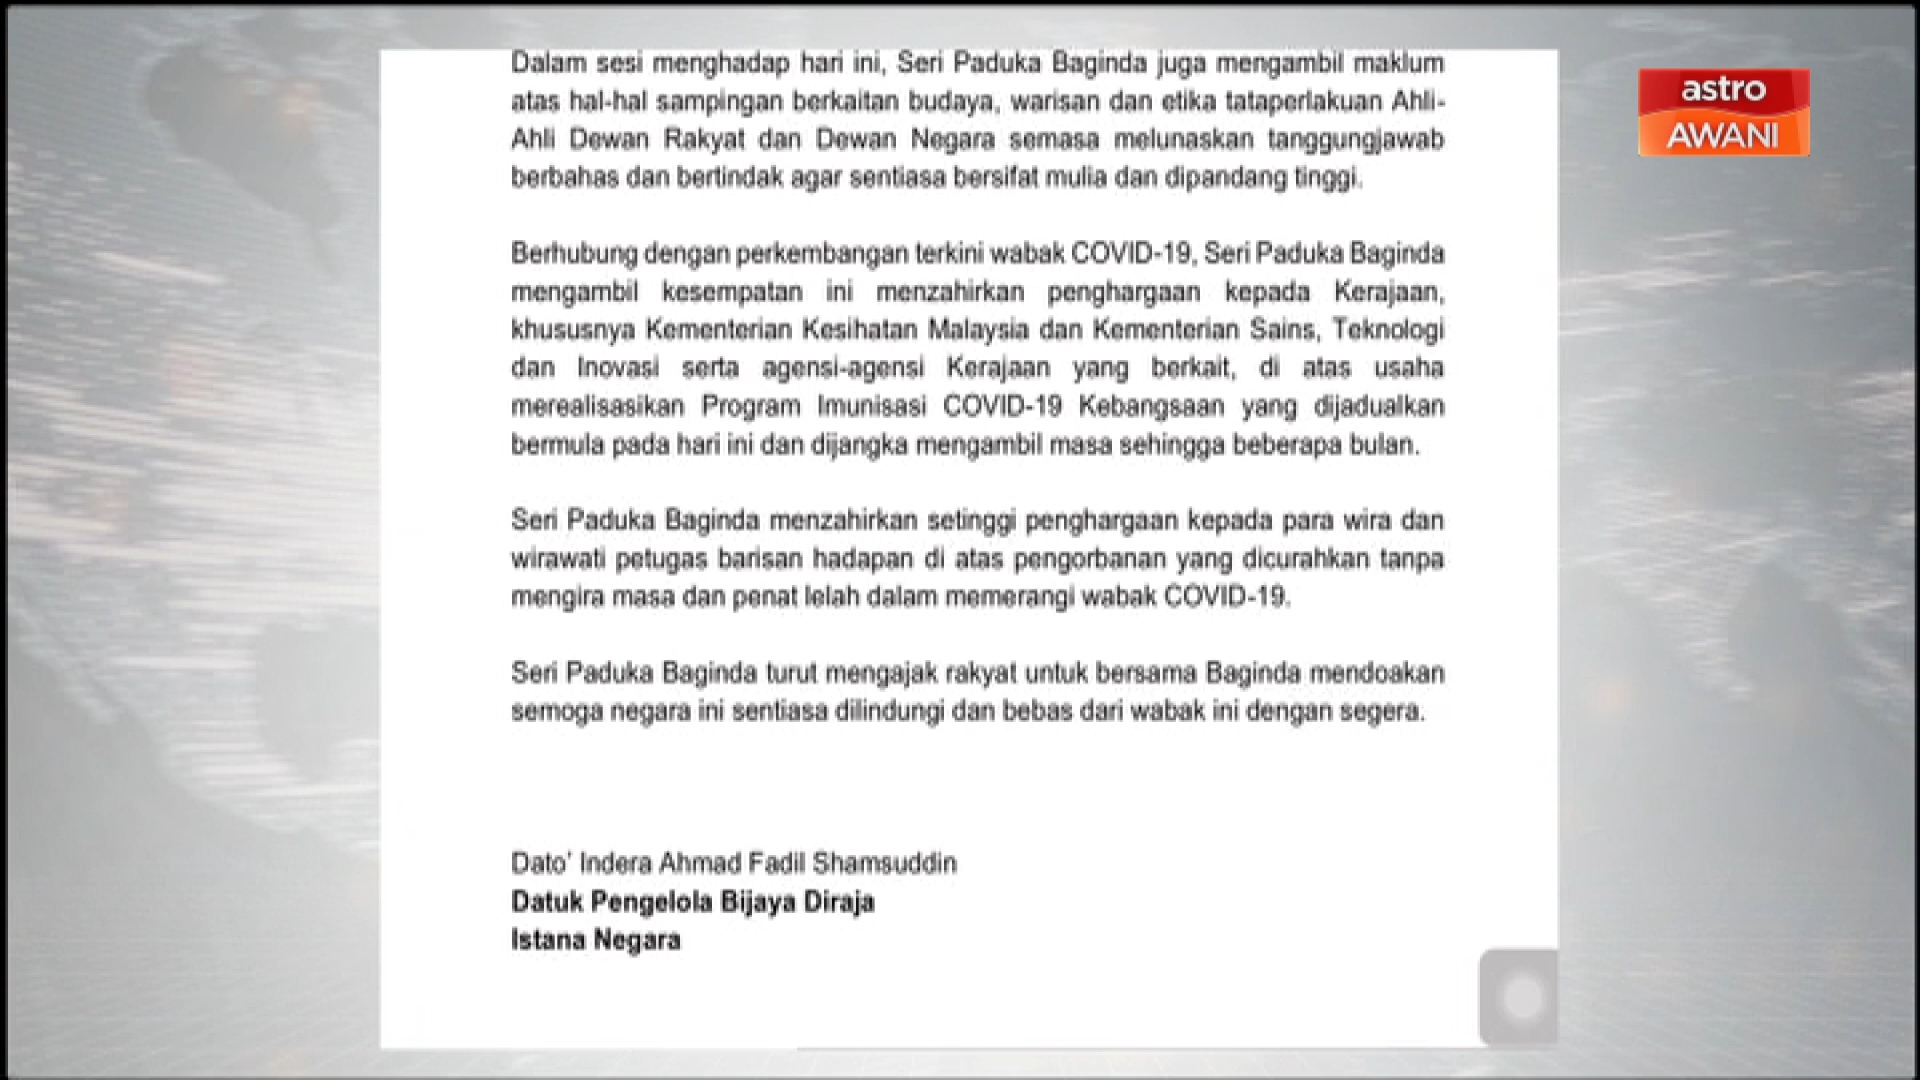 Dalam sesi menghadap hari ini, Seri Paduka Baginda juga mengambil maklum
atas hal-hal sampingan berkaitan budaya, warisan dan etika tataperlakuan Ahli-
Ahli Dewan Rakyat dan Dewan Negara semasa melunaskan tanggungjawab
berbahas dan bertindak agar sentiasa bersifat mulia dan dipandang tinggi.
Berhubung dengan perkembangan terkini wabak COVID-19, Seri Paduka Baginda
mengambil kesempatan ini menzahirkan penghargaan kepada Kerajaan,
khususnya Kementerian Kesihatan Malaysia dan Kementerian Sains, Teknologi
dan Inovasi serta agensi-agensi Kerajaan yang berkait, di atas usaha
merealisasikan Program Imunisasi COVID-19 Kebangsaan yang dijadualkan
bermula pada hari ini dan dijangka mengambil masa sehingga beberapa bulan.
Seri Paduka Baginda menzahirkan setinggi penghargaan kepada para wira dan
wirawati petugas barisan hadapan di atas pengorbanan yang dicurahkan tanpa
mengira masa dan penat lelah dalam memerangi wabak COVID-19.
Seri Paduka Baginda turut mengajak rakyat untuk bersama Baginda mendoakan
semoga negara ini sentiasa dilindungi dan bebas dari wabak ini dengan segera.
Dato' Indera Ahmad Fadil Shamsuddin
Datuk Pengelola Bijaya Diraja
Istana Negara
astro
AWANI